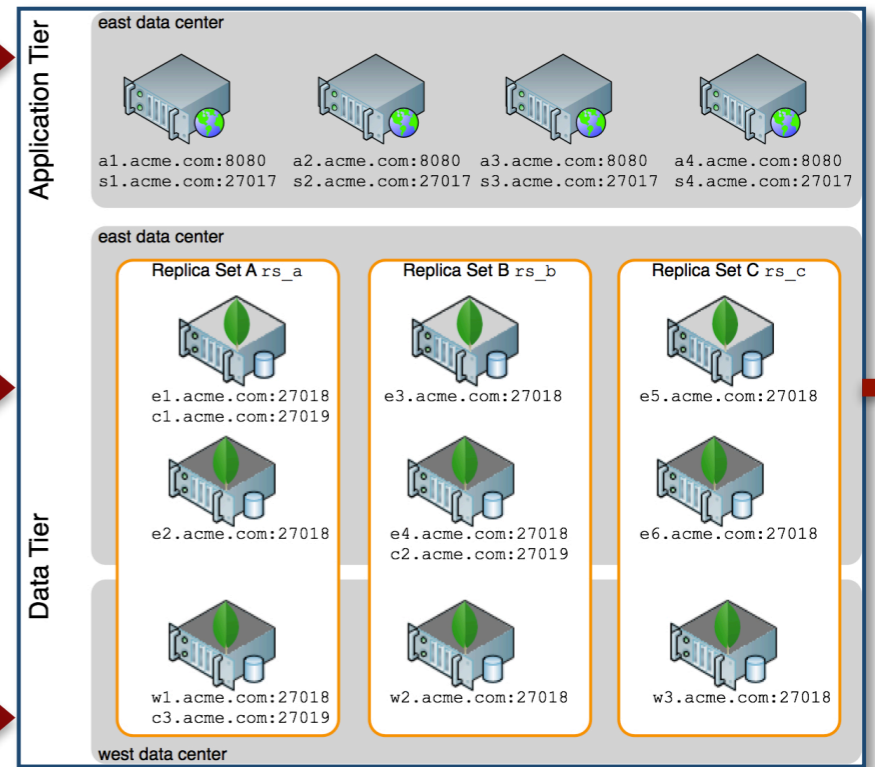 Application Tier
east data center
a1.acme.com:8080 a2.acme.com:8080 a3.acme.com:8080 a4.acme.com:8080
s1.acme.com:27017 s2.acme.com:27017 s3.acme.com:27017 s4.acme.com:27017
Data Tier
east data center
Replica Set A rs_a Replica Set B rs_b Replica Set C rs_c
e1.acme.com:27018 e3.acme.com:27018 e5.acme.com:27018
c1.acme.com:27019
e2.acme.com:27018 e4.acme.com:27018 e6.acme.com:27018
c2.acme.com:27019
w1.acme.com:27018 w2.acme.com:27018 w3.acme.com:27018
c3.acme.com:27019
west data center